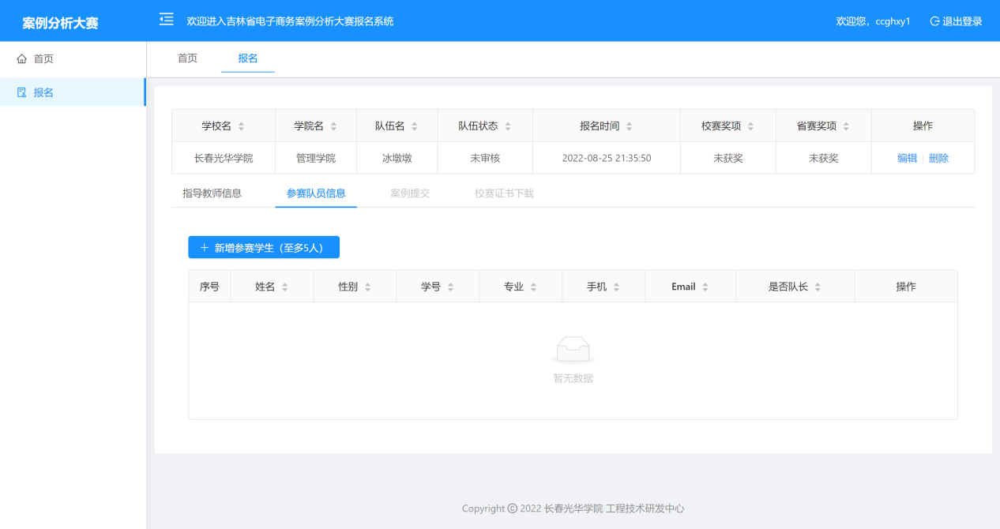 案例分析大赛
欢迎进入吉林省电子商务案例分析大赛报名系统
欢迎您，ccghxy1 退出登录
首页
报名
首页 报名
学校名 学院名 队伍名 队伍状态 报名时间 校赛奖项 省赛奖项 操作
长春光华学院 管理学院 冰墩墩 未审核 2022-08-25 21:35:50 未获奖 未获奖 编辑 删除
指导教师信息 参赛队员信息 案例提交 校赛证书下载
+ 新增参赛学生（至多5人）
序号 姓名 性别 学号 专业 手机 Email 是否队长 操作
暂无数据
Copyright © 2022 长春光华学院 工程技术研发中心